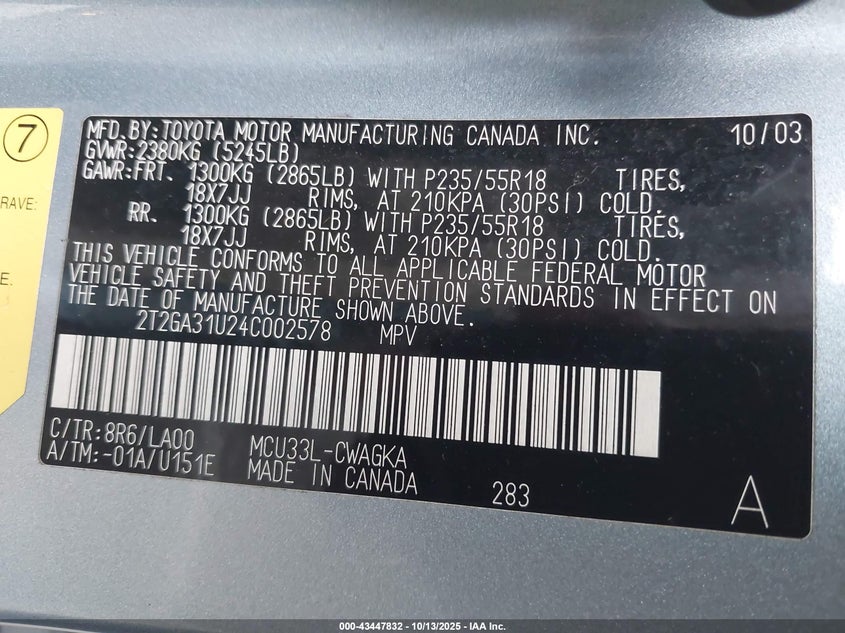 7
RAVE:
E.
MFD. BY: TOYOTA MOTOR MANUFACTURING CANADA INC. 10/03
GVWR: 2380KG (5245LB)
GAWR: FRT. 1300KG (2865LB) WITH P235/55R18 TIRES,
18X7JJ RIMS, AT 210KPA (30PSI) COLD.
RR. 1300KG (2865LB) WITH P235/55R18 TIRES,
18X7JJ RIMS, AT 210KPA (30PSI) COLD.
THIS VEHICLE CONFORMS TO ALL APPLICABLE FEDERAL MOTOR
VEHICLE SAFETY AND THEFT PREVENTION STANDARDS IN EFFECT ON
THE DATE OF MANUFACTURE SHOWN ABOVE.
2T2GA31U24C002578 MPV
C/TR: 8R6/LA00 MCU33L-CWAGKA
A/TM: -01A/U151E MADE IN CANADA 283 A
000-43447832 - 10/13/2025 - IAA Inc.